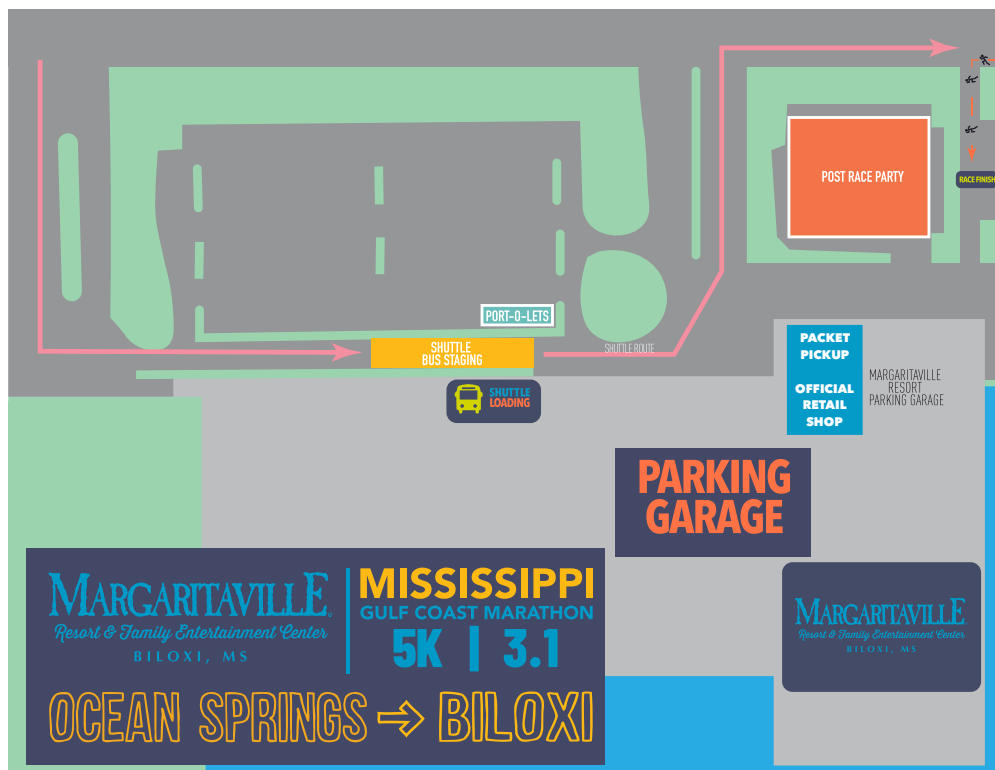 POST RACE PARTY
RACE FINISH
PORT-O-LETS
SHUTTLE
BUS STAGING
SHUTTLE ROUTE
SHUTTLE
LOADING
PACKET
PICKUP
OFFICIAL
RETAIL
SHOP
MARGARITAVILLE
RESORT
PARKING GARAGE
PARKING
GARAGE
MARGARITAVILLE
Resort & Family Entertainment Center
BILOXI, MS
MISSISSIPPI
GULF COAST MARATHON
5K | 3.1
OCEAN SPRINGS → BILOXI
MARGARITAVILLE
Resort & Family Entertainment Center
BILOXI, MS